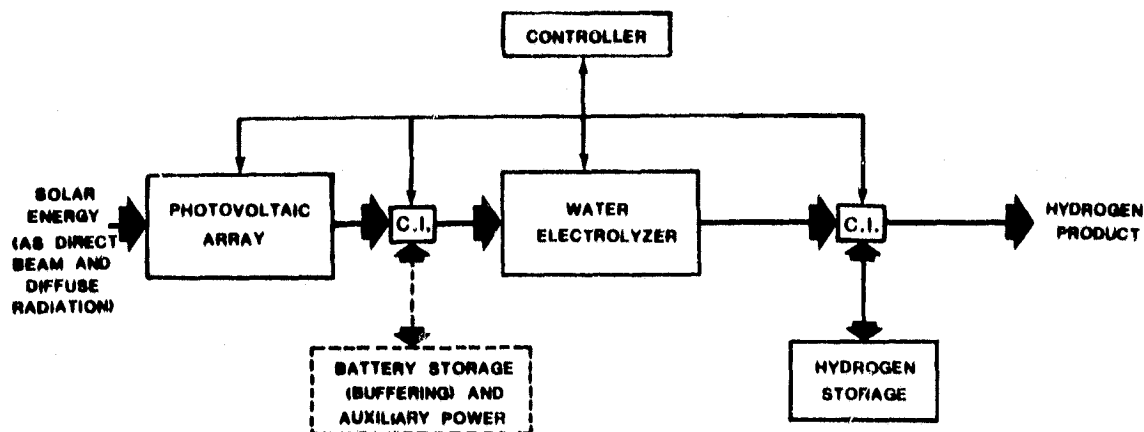 CONTROLLER
SOLAR
ENERGY
(AS DIRECT
BEAM AND
DIFFUSE
RADIATION)
PHOTOVOLTAIC
ARRAY
C.I.
WATER
ELECTROLYZER
C.I.
HYDROGEN
PRODUCT
BATTERY STORAGE
(BUFFERING) AND
AUXILIARY POWER
HYDROGEN
STORAGE